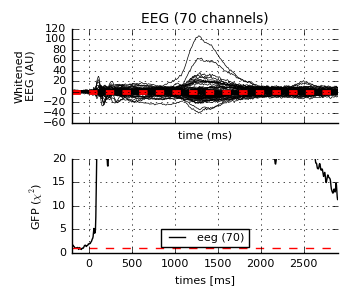 EEG (70 channels)
120
100
80
60
40
20
0
−20
−40
−60
Whitened
EEG (AU)
time (ms)
20
15
10
5
0
GFP (χ²)
eeg (70)
0 500 1000 1500 2000 2500
times [ms]